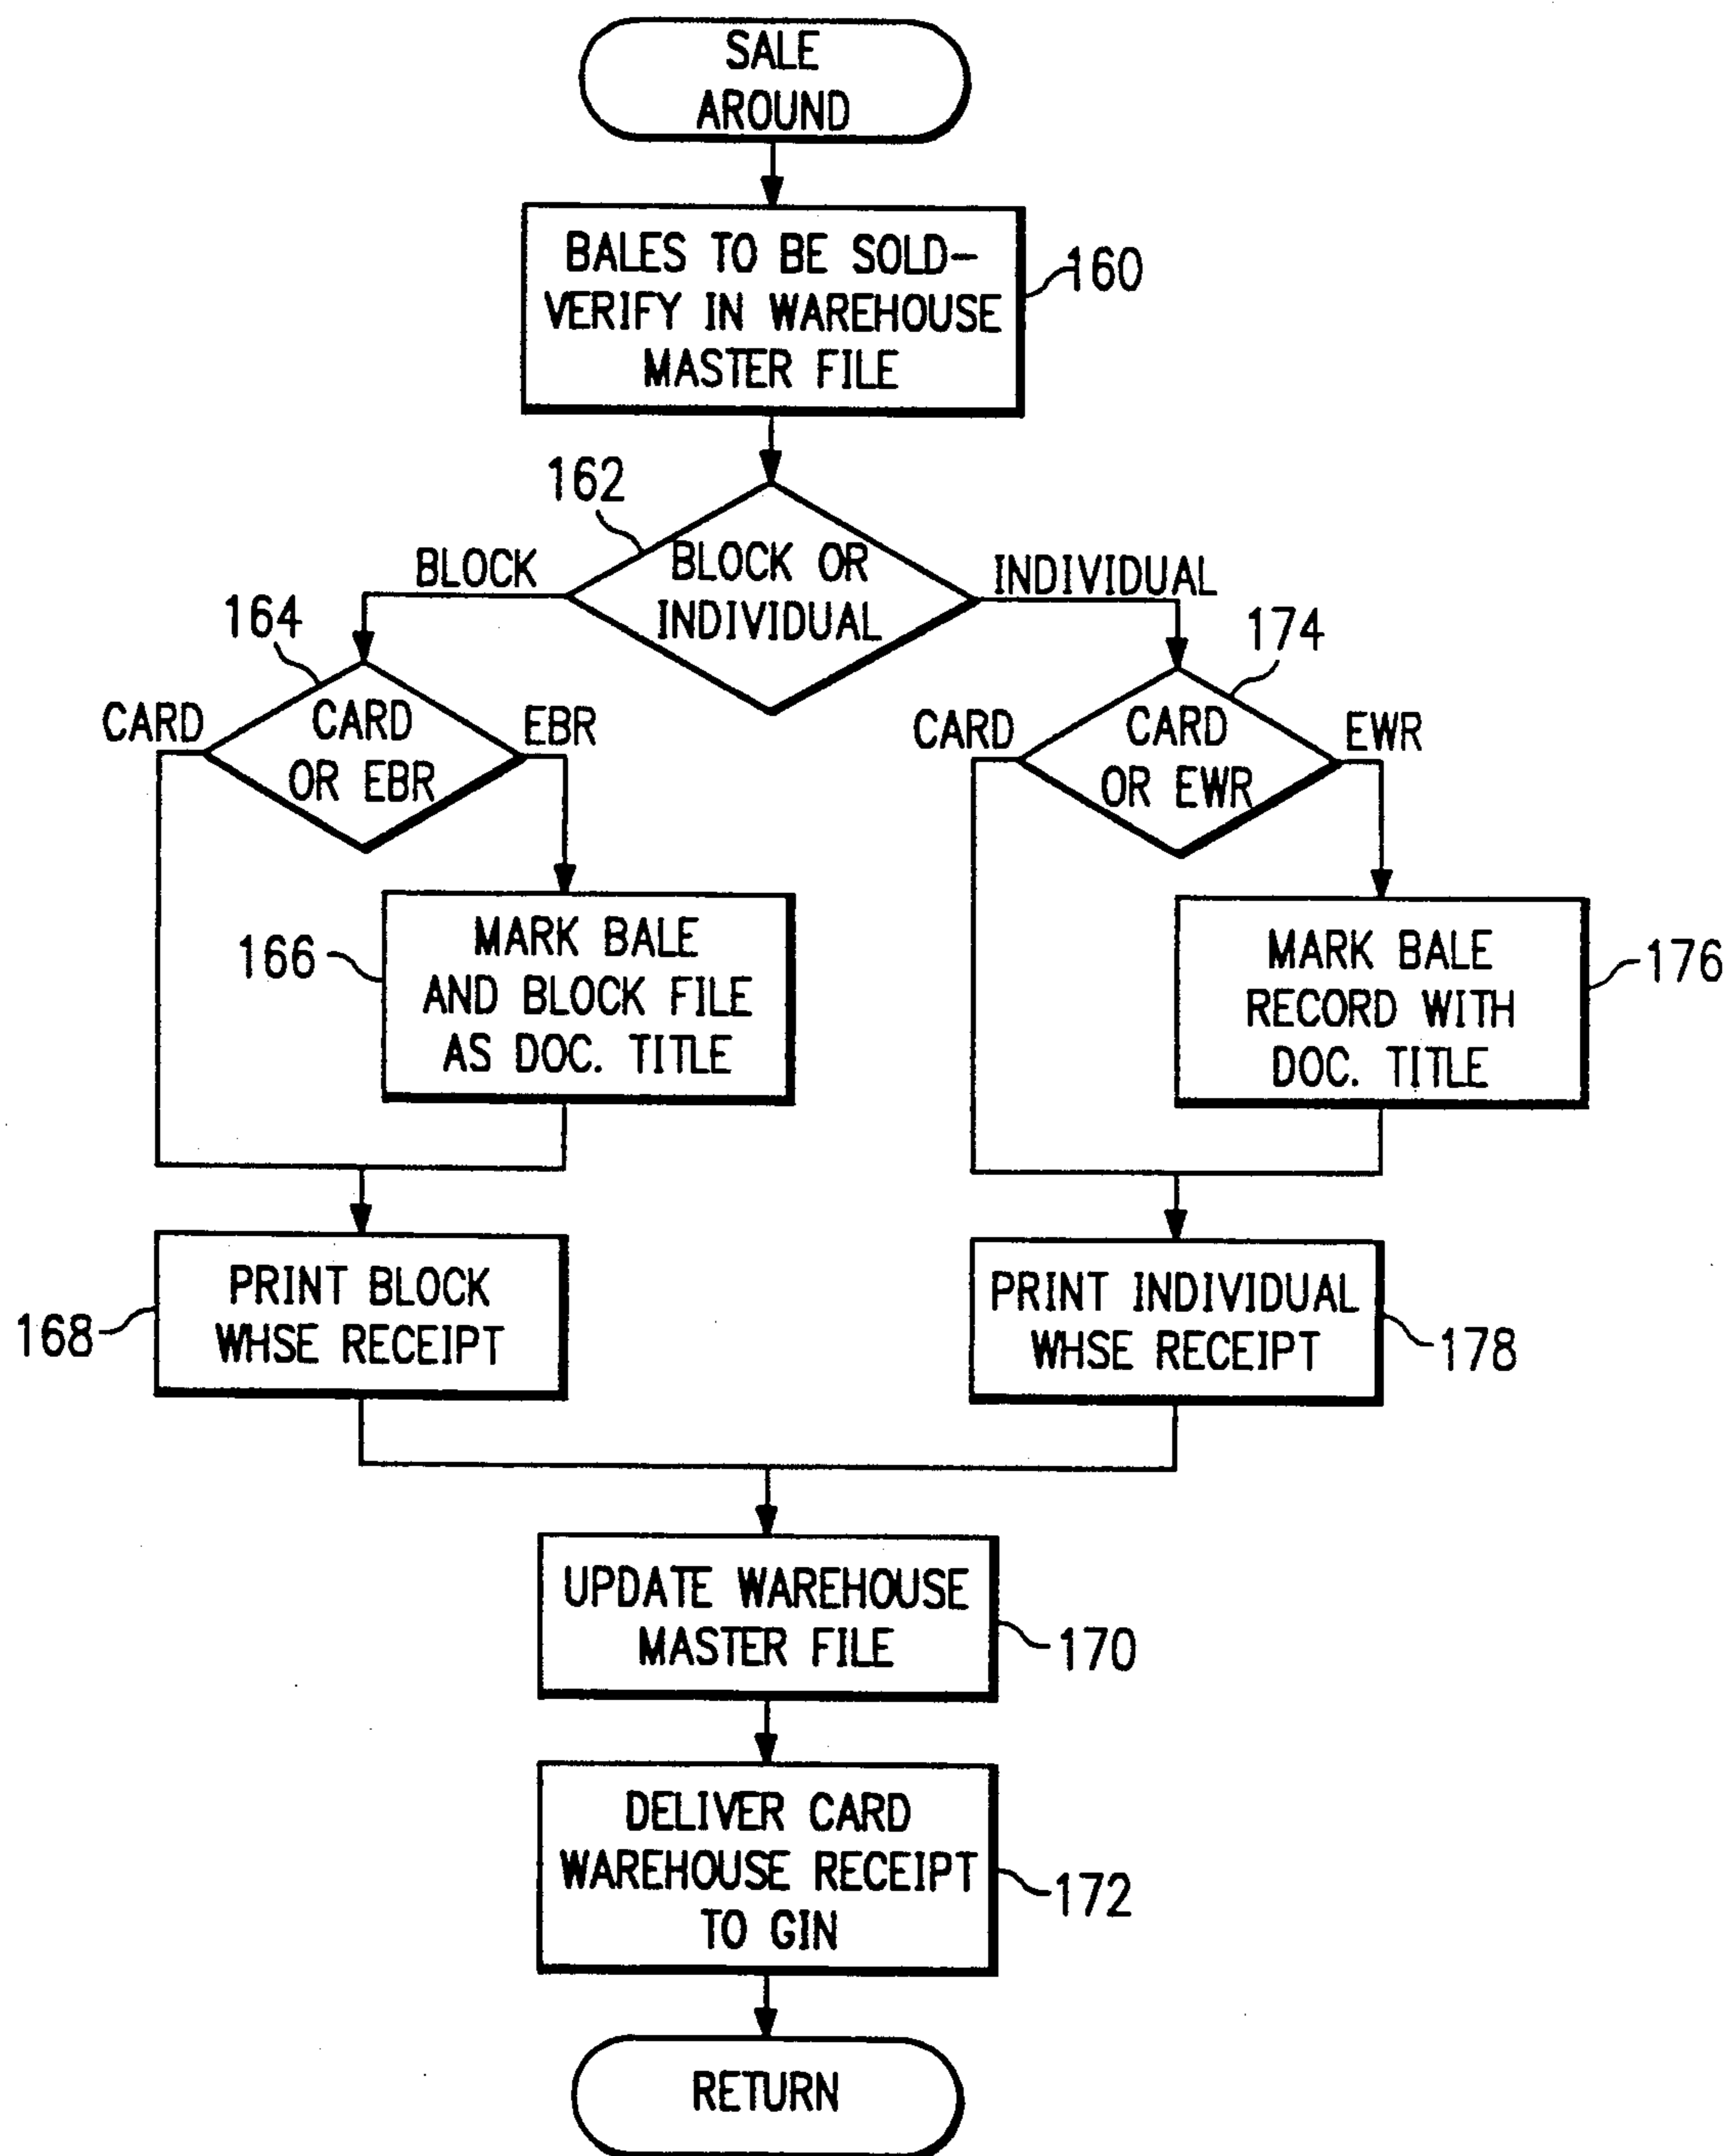 SALE
AROUND
BALES TO BE SOLD-
VERIFY IN WAREHOUSE
MASTER FILE
160
162
BLOCK OR
INDIVIDUAL
BLOCK
INDIVIDUAL
164
CARD
OR EBR
CARD
EBR
174
CARD
OR EWR
CARD
EWR
166
MARK BALE
AND BLOCK FILE
AS DOC. TITLE
MARK BALE
RECORD WITH
DOC. TITLE
176
168
PRINT BLOCK
WHSE RECEIPT
PRINT INDIVIDUAL
WHSE RECEIPT
178
UPDATE WAREHOUSE
MASTER FILE
170
DELIVER CARD
WAREHOUSE RECEIPT
TO GIN
172
RETURN